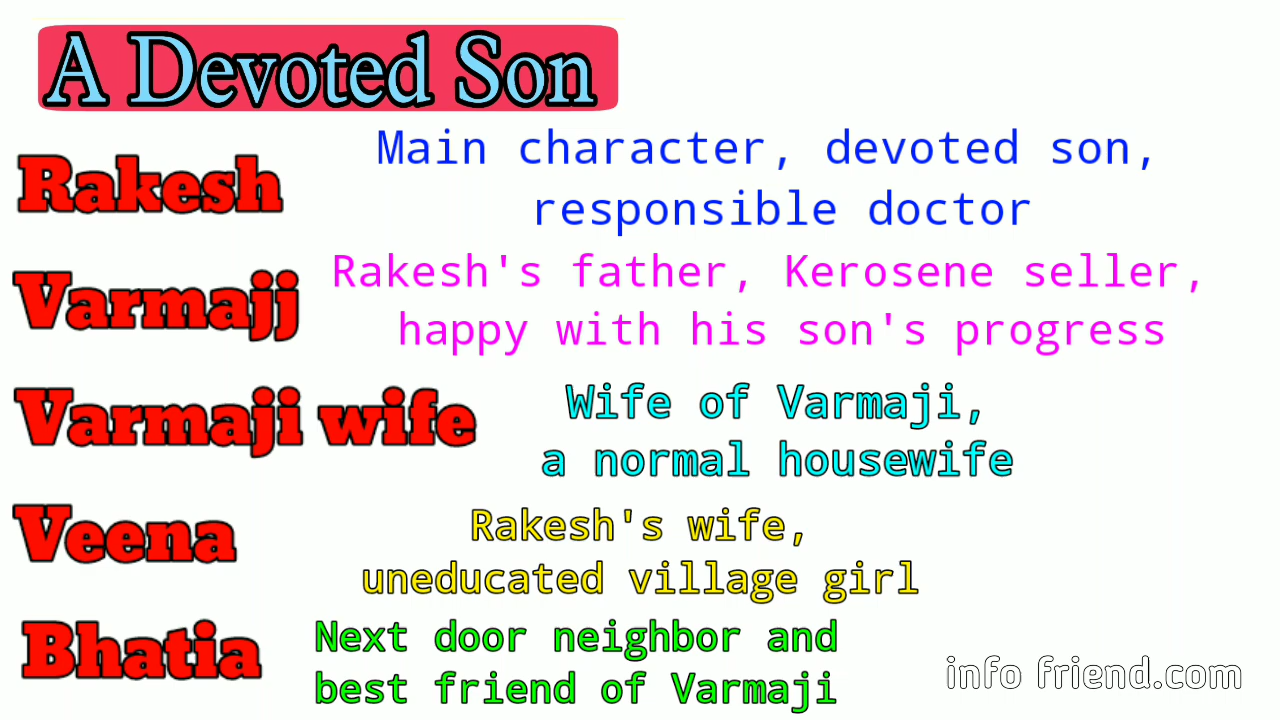 A Devoted Son
Rakesh
Main character, devoted son,
responsible doctor
Varmajj
Rakesh's father, Kerosene seller,
happy with his son's progress
Varmaji wife
Wife of Varmaji,
a normal housewife
Veena
Rakesh's wife,
uneducated village girl
Bhatia
Next door neighbor and
best friend of Varmaji
info friend.com